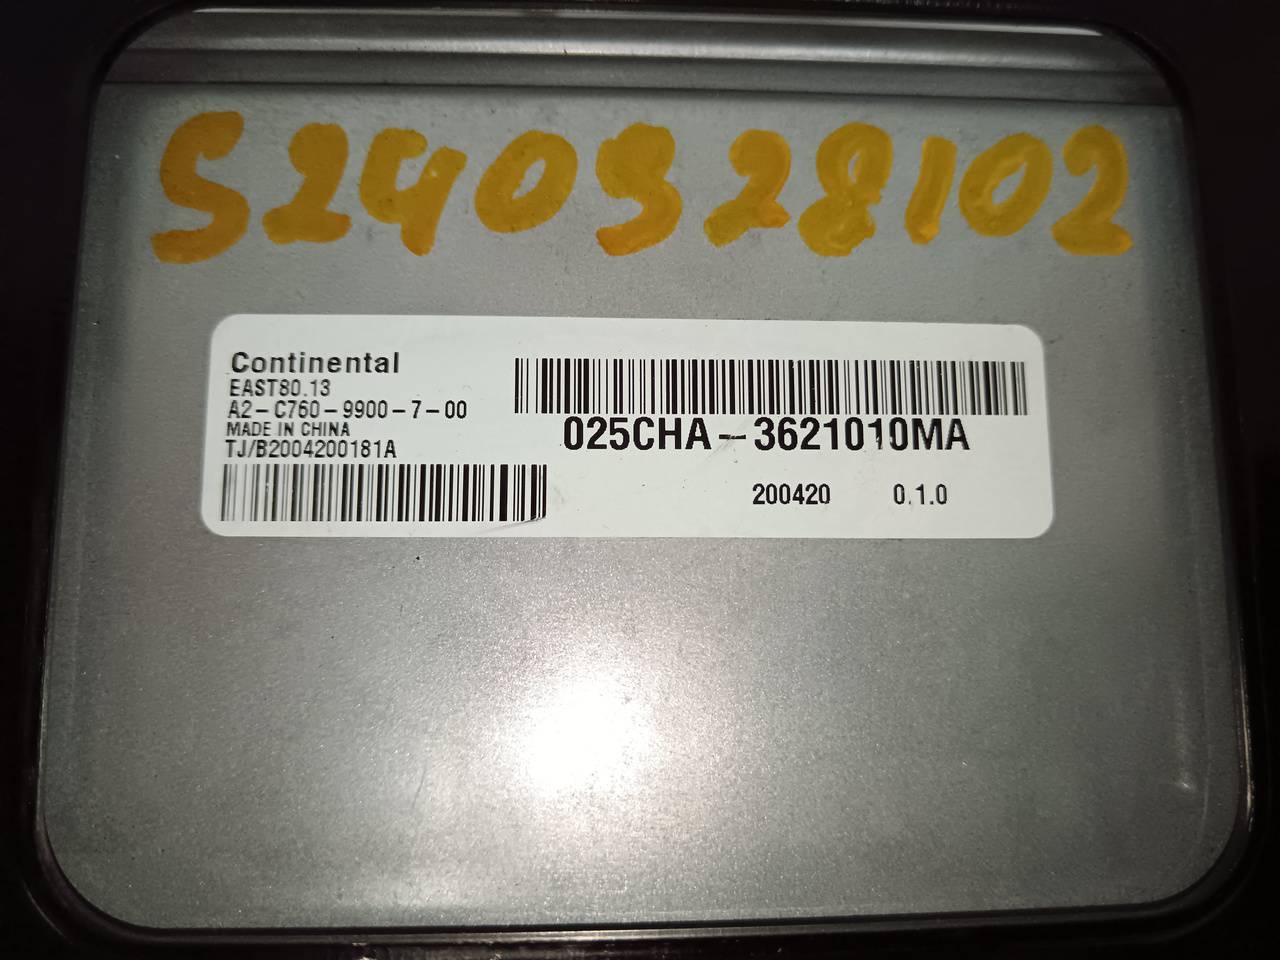 S240928102
Continental
EAST80.13
A2-C760-9900-7-00
MADE IN CHINA
TJ/B2004200181A
025CHA-3621010MA
200420 0.1.0